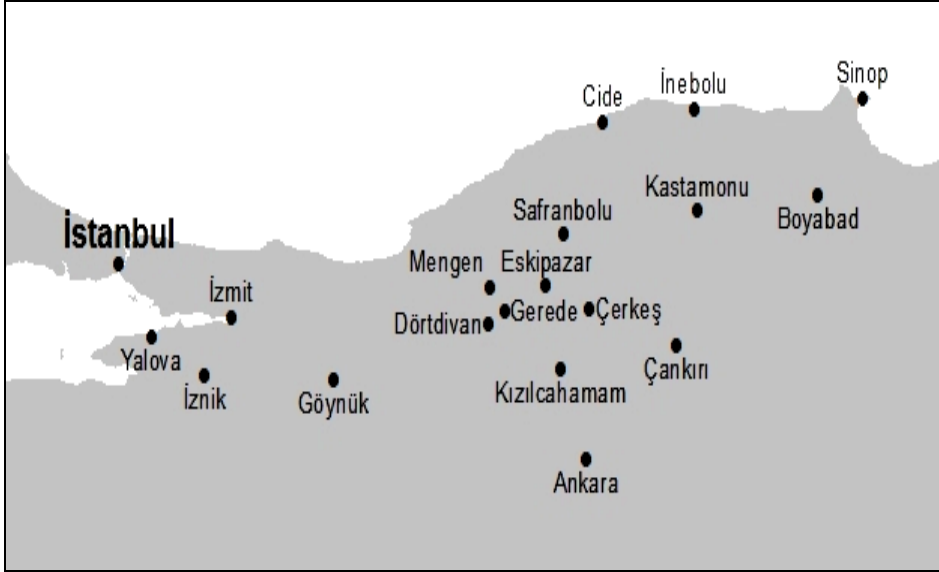 Sinop
İnebolu
Cide
Kastamonu
Safranbolu
Boyabad
İstanbul
Mengen
Eskipazar
İzmit
Dörtdivan
Gerede
Çerkeş
Yalova
Çankırı
İznik
Göynük
Kızılcahamam
Ankara